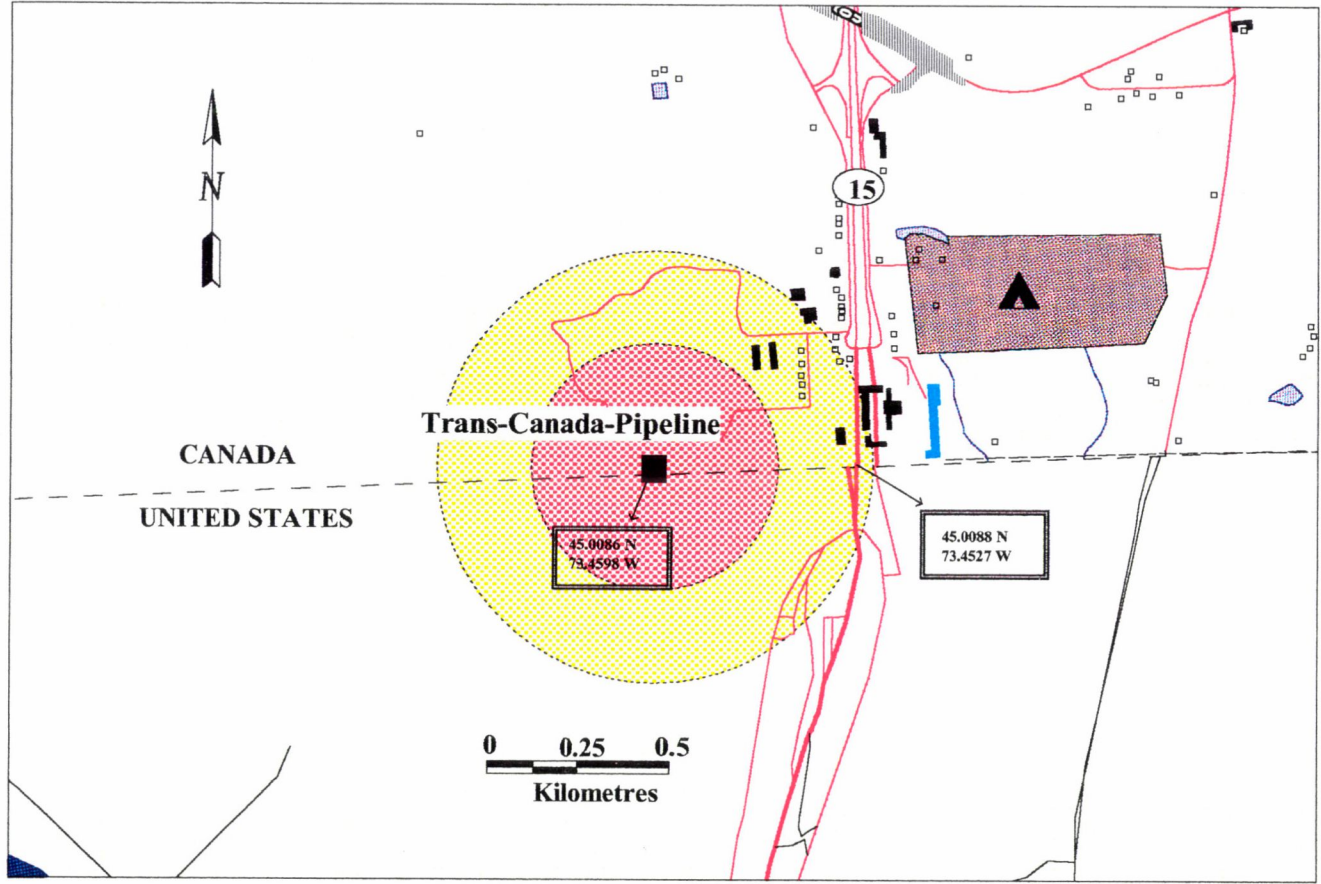 N
15
Trans-Canada-Pipeline
CANADA
UNITED STATES
45.0086 N
73.4598 W
45.0088 N
73.4527 W
0 0.25 0.5
Kilometres